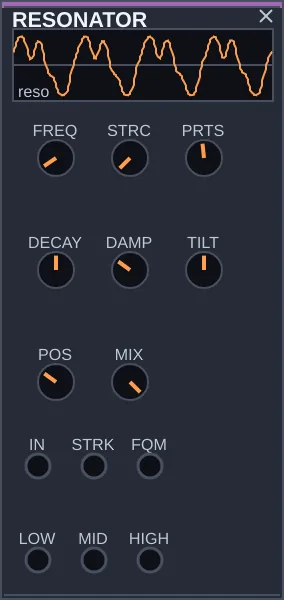 RESONATOR ×
reso
FREQ STRC PRTS
DECAY DAMP TILT
POS MIX
IN STRK FQM
LOW MID HIGH